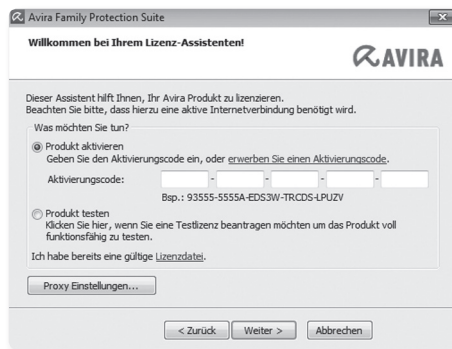 Avira Family Protection Suite
Willkommen bei Ihrem Lizenz-Assistenten!
AVIRA
Dieser Assistent hilft Ihnen, Ihr Avira Produkt zu lizenzieren.
Beachten Sie bitte, dass hierzu eine aktive Internetverbindung benötigt wird.
Was möchten Sie tun?
Produkt aktivieren
Geben Sie den Aktivierungscode ein, oder erwerben Sie einen Aktivierungscode.
Aktivierungscode: - - - -
Bsp.: 93555-5555A-EDS3W-TRCDS-LPUZV
Produkt testen
Klicken Sie hier, wenn Sie eine Testlizenz beantragen möchten um das Produkt voll
funktionsfähig zu testen.
Ich habe bereits eine gültige Lizenzdatei.
Proxy Einstellungen...
< Zurück Weiter > Abbrechen